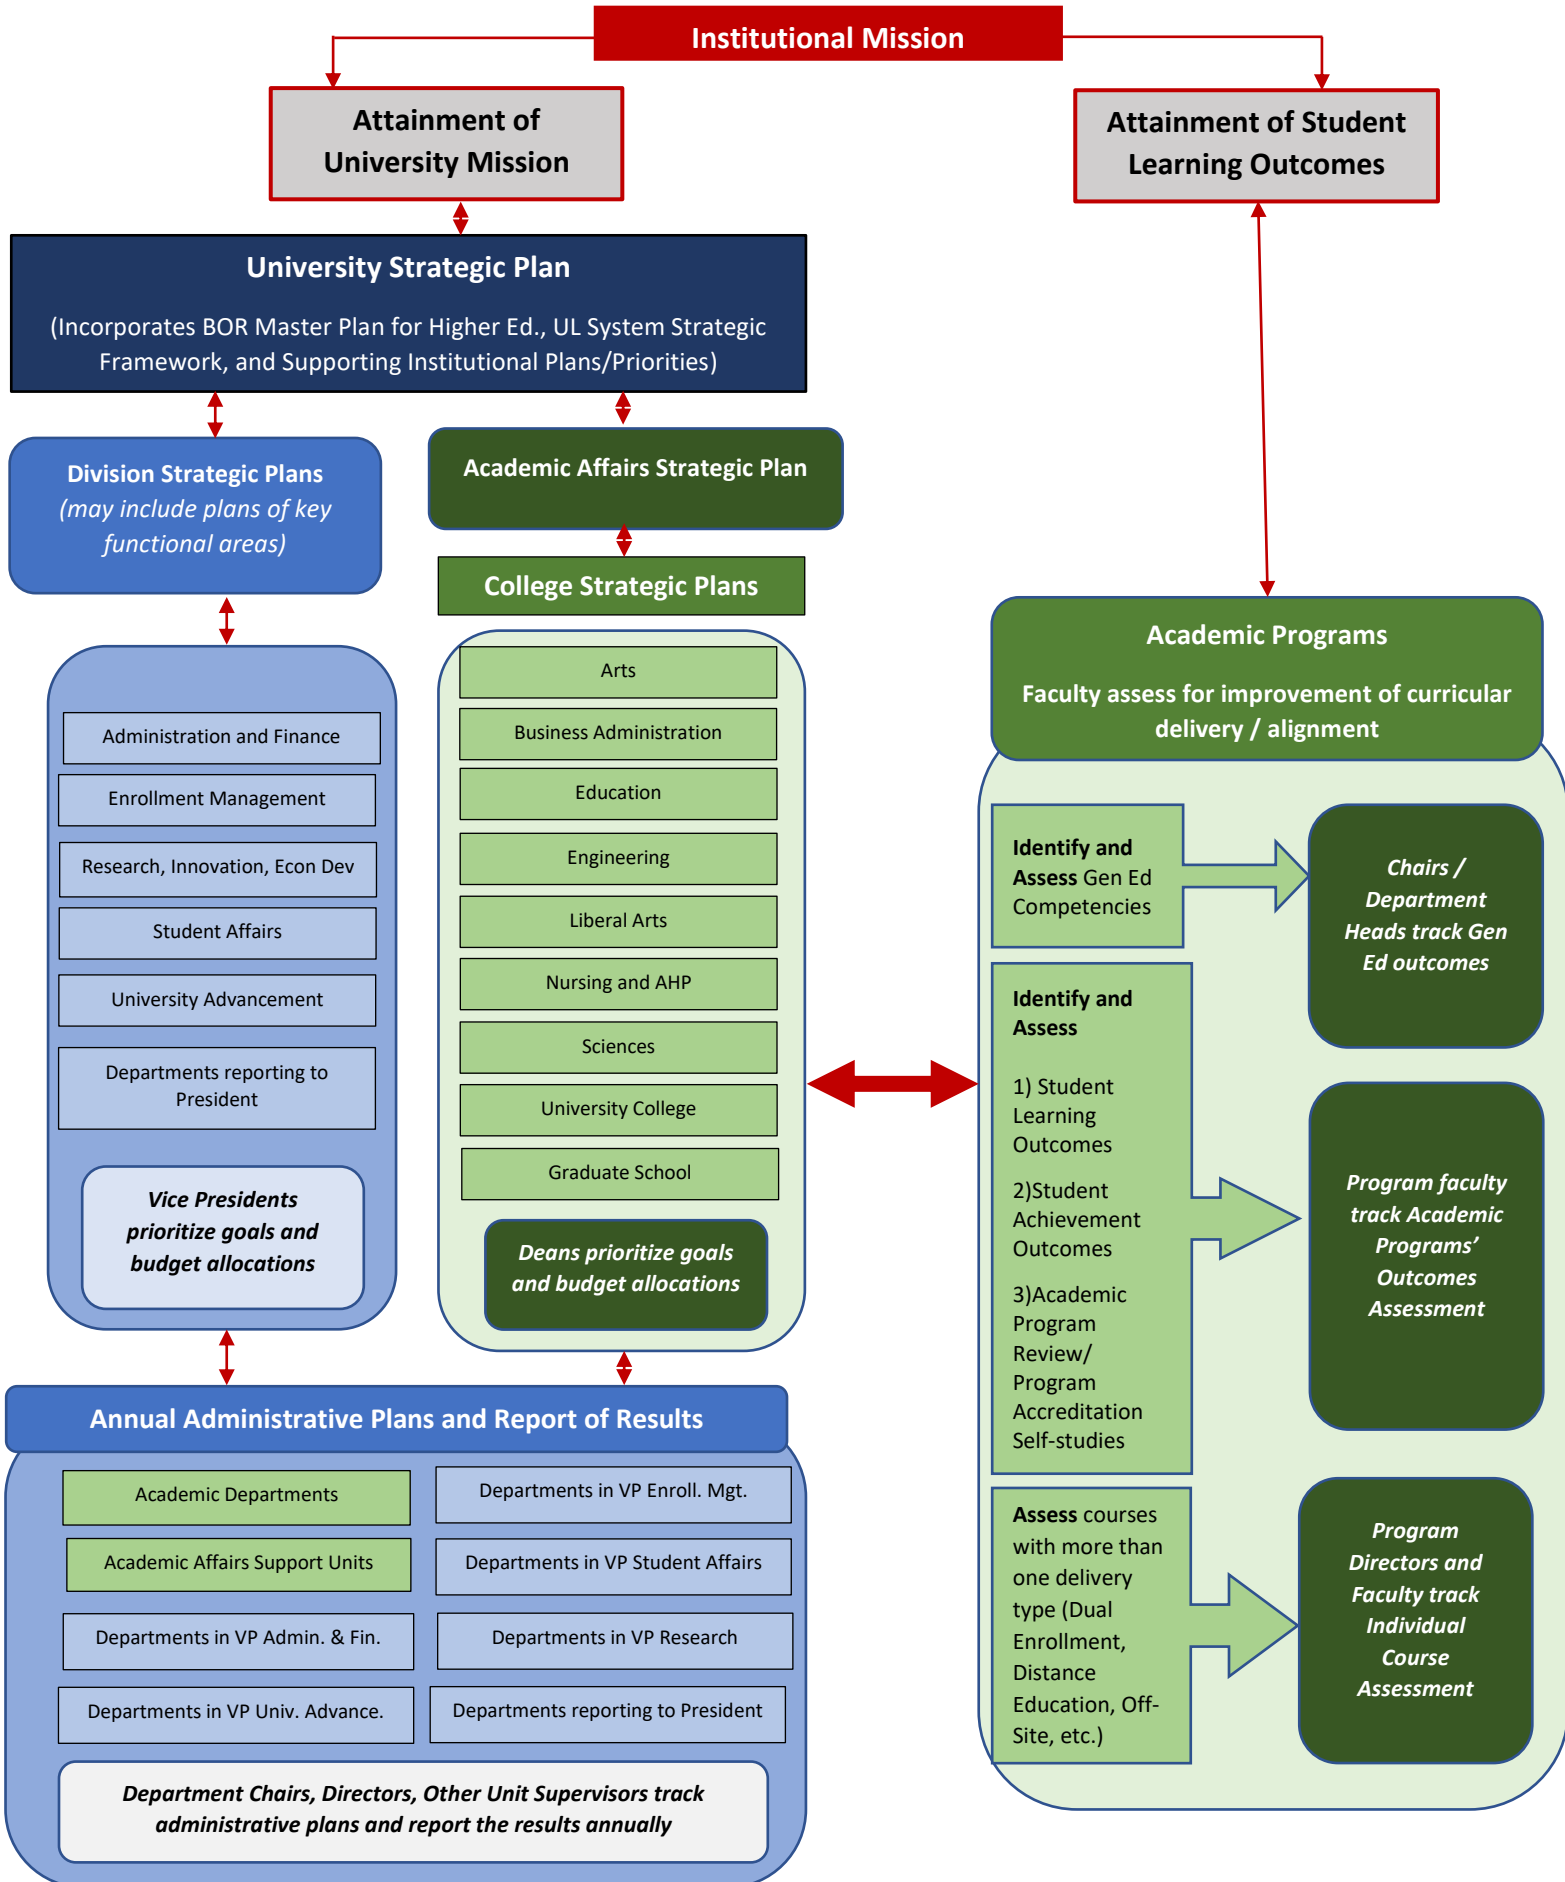 Institutional Mission
Attainment of
University Mission
Attainment of Student
Learning Outcomes
University Strategic Plan
(Incorporates BOR Master Plan for Higher Ed., UL System Strategic
Framework, and Supporting Institutional Plans/Priorities)
Division Strategic Plans
(may include plans of key
functional areas)
Academic Affairs Strategic Plan
College Strategic Plans
Administration and Finance
Enrollment Management
Research, Innovation, Econ Dev
Student Affairs
University Advancement
Departments reporting to
President
Vice Presidents
prioritize goals and
budget allocations
Arts
Business Administration
Education
Engineering
Liberal Arts
Nursing and AHP
Sciences
University College
Graduate School
Deans prioritize goals
and budget allocations
Academic Programs
Faculty assess for improvement of curricular
delivery / alignment
Identify and
Assess Gen Ed
Competencies
Chairs /
Department
Heads track Gen
Ed outcomes
Identify and
Assess
1) Student
Learning
Outcomes
2)Student
Achievement
Outcomes
3)Academic
Program
Review/
Program
Accreditation
Self-studies
Program faculty
track Academic
Programs’
Outcomes
Assessment
Assess courses
with more than
one delivery
type (Dual
Enrollment,
Distance
Education, Off-
Site, etc.)
Program
Directors and
Faculty track
Individual
Course
Assessment
Annual Administrative Plans and Report of Results
Academic Departments
Departments in VP Enroll. Mgt.
Academic Affairs Support Units
Departments in VP Student Affairs
Departments in VP Admin. & Fin.
Departments in VP Research
Departments in VP Univ. Advance.
Departments reporting to President
Department Chairs, Directors, Other Unit Supervisors track
administrative plans and report the results annually